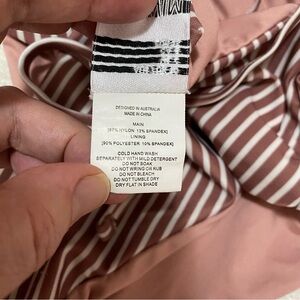 DESIGNED IN AUSTRALIA
MADE IN CHINA
MAIN
[87% NYLON 13% SPANDEX]
LINING
[90% POLYESTER 10% SPANDEX]
COLD HAND WASH
SEPARATELY WITH MILD DETERGENT
DO NOT SOAK
DO NOT WRING OR RUB
DO NOT BLEACH
DO NOT TUMBLE DRY
DRY FLAT IN SHADE